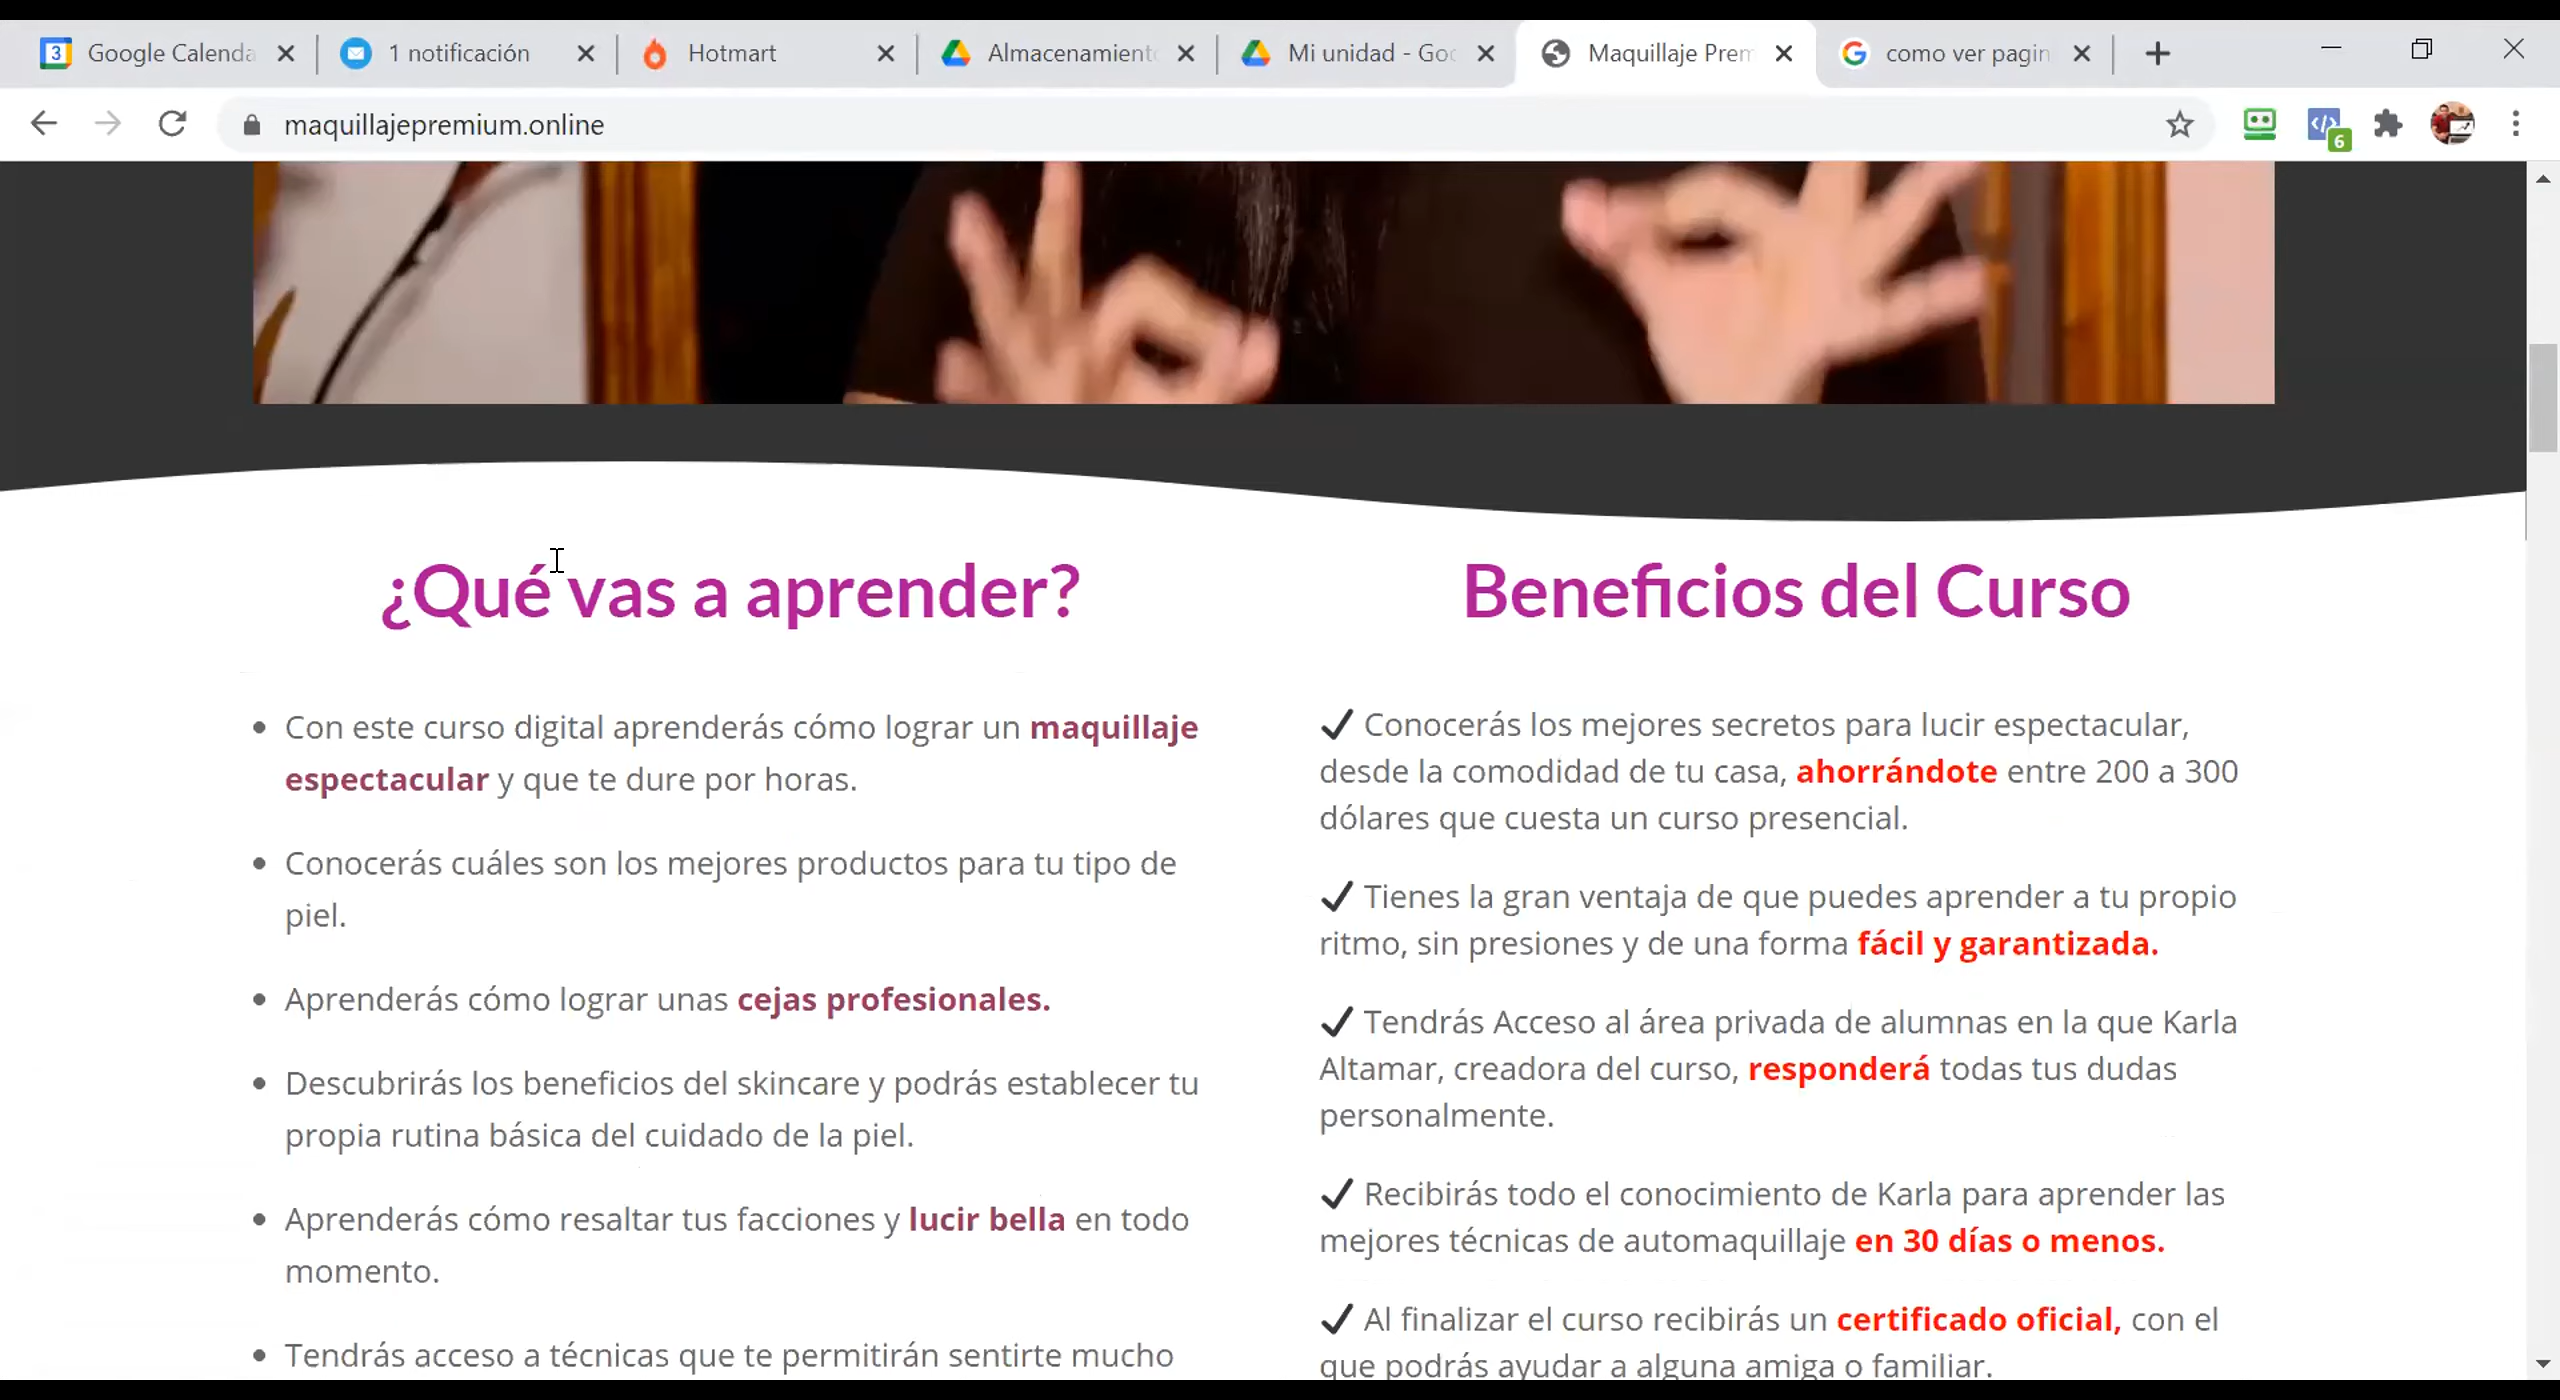 Google Calenda
1 notificación
Hotmart
Almacenamient
Mi unidad - Goo
Maquillaje Prem
como ver pagin
maquillajepremium.online
6
¿Qué vas a aprender?
Con este curso digital aprenderás cómo lograr un maquillaje
espectacular y que te dure por horas.
Conocerás cuáles son los mejores productos para tu tipo de
piel.
Aprenderás cómo lograr unas cejas profesionales.
Descubrirás los beneficios del skincare y podrás establecer tu
propia rutina básica del cuidado de la piel.
Aprenderás cómo resaltar tus facciones y lucir bella en todo
momento.
Tendrás acceso a técnicas que te permitirán sentirte mucho
Beneficios del Curso
✓ Conocerás los mejores secretos para lucir espectacular,
desde la comodidad de tu casa, ahorrándote entre 200 a 300
dólares que cuesta un curso presencial.
✓ Tienes la gran ventaja de que puedes aprender a tu propio
ritmo, sin presiones y de una forma fácil y garantizada.
✓ Tendrás Acceso al área privada de alumnas en la que Karla
Altamar, creadora del curso, responderá todas tus dudas
personalmente.
✓ Recibirás todo el conocimiento de Karla para aprender las
mejores técnicas de automaquillaje en 30 días o menos.
✓ Al finalizar el curso recibirás un certificado oficial, con el
que podrás ayudar a alguna amiga o familiar.